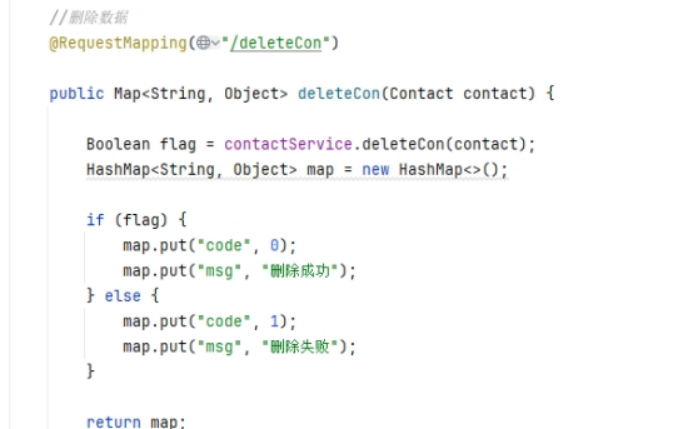 //删除数据
@RequestMapping("/deleteCon")
public Map<String, Object> deleteCon(Contact contact) {
Boolean flag = contactService.deleteCon(contact);
HashMap<String, Object> map = new HashMap<>();
if (flag) {
map.put("code", 0);
map.put("msg", "删除成功");
} else {
map.put("code", 1);
map.put("msg", "删除失败");
}
return map;